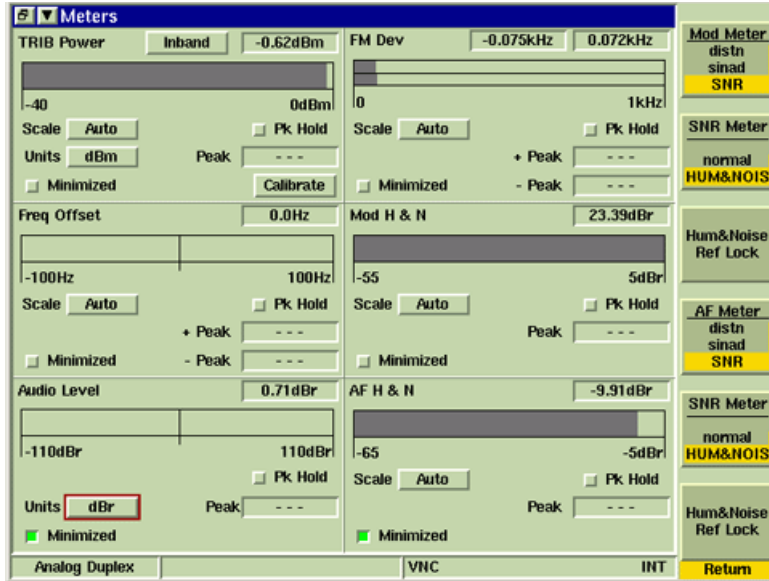 Meters
TRIB Power Inband -0.62dBm
-40 0dBm
Scale Auto Pk Hold
Units dBm Peak - - -
Minimized Calibrate
FM Dev -0.075kHz 0.072kHz
0 1kHz
Scale Auto Pk Hold
+ Peak - - -
Minimized - Peak - - -
Freq Offset 0.0Hz
-100Hz 100Hz
Scale Auto Pk Hold
+ Peak - - -
Minimized - Peak - - -
Mod H & N 23.39dBr
-55 5dBr
Scale Auto Pk Hold
Peak - - -
Minimized
Audio Level 0.71dBr
-110dBr 110dBr
Pk Hold
Units dBr Peak - - -
Minimized
AF H & N -9.91dBr
-65 -5dBr
Scale Auto Pk Hold
Peak - - -
Minimized
Analog Duplex VNC INT
Mod Meter
distn
sinad
SNR
SNR Meter
normal
HUM&NOIS
Hum&Noise
Ref Lock
AF Meter
distn
sinad
SNR
SNR Meter
normal
HUM&NOIS
Hum&Noise
Ref Lock
Return